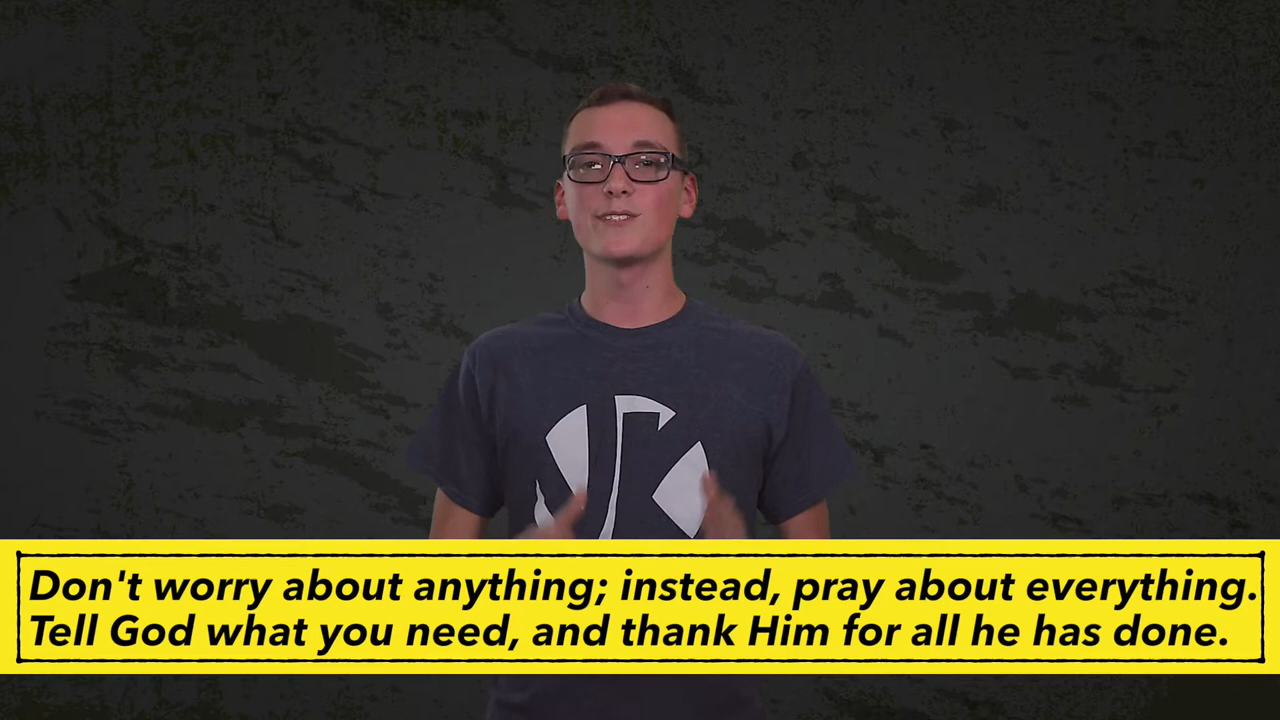 Don't worry about anything; instead, pray about everything.
Tell God what you need, and thank Him for all he has done.